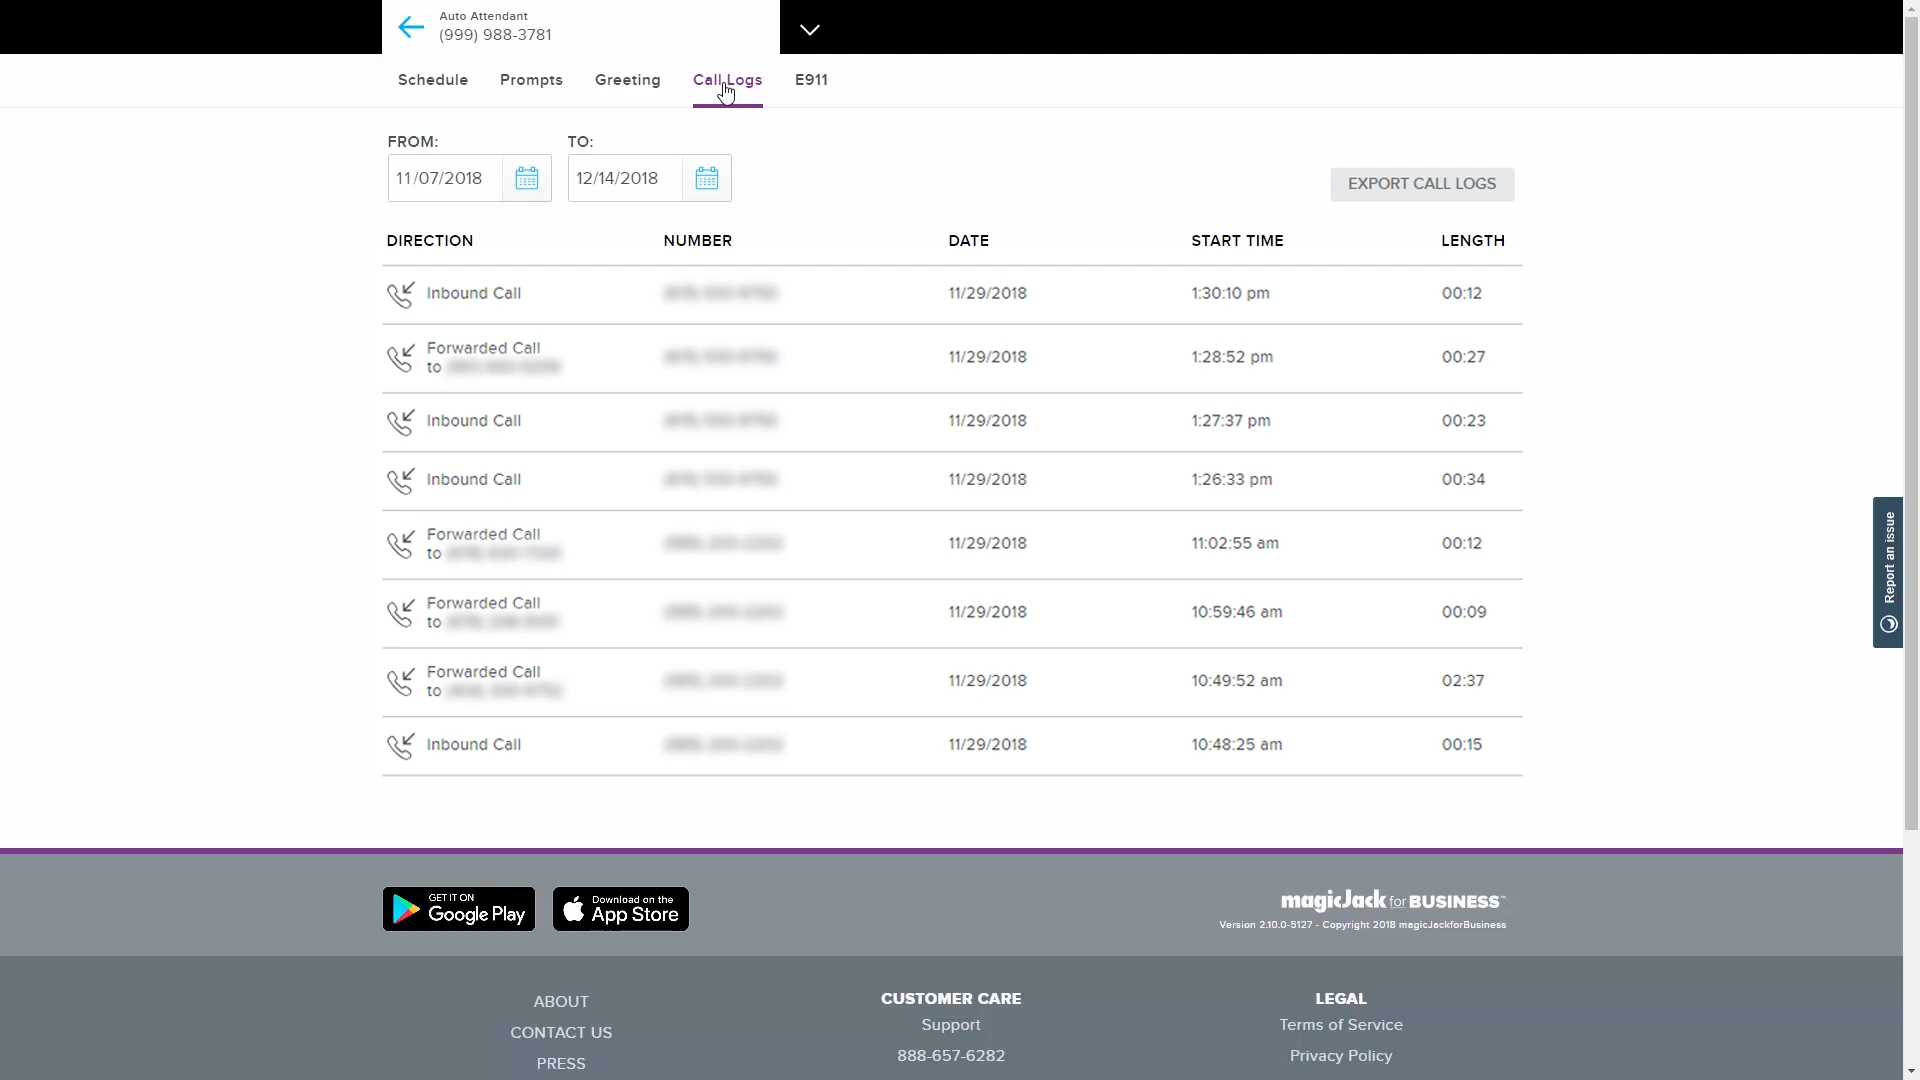 Auto Attendant
(999) 988-3781
Schedule Prompts Greeting Call Logs E911
FROM: TO:
11/07/2018 12/14/2018
EXPORT CALL LOGS
DIRECTION NUMBER DATE START TIME LENGTH
Inbound Call 11/29/2018 1:30:10 pm 00:12
Forwarded Call
to
11/29/2018 1:28:52 pm 00:27
Inbound Call 11/29/2018 1:27:37 pm 00:23
Inbound Call 11/29/2018 1:26:33 pm 00:34
Forwarded Call
to
11/29/2018 11:02:55 am 00:12
Forwarded Call
to
11/29/2018 10:59:46 am 00:09
Forwarded Call
to
11/29/2018 10:49:52 am 02:37
Inbound Call 11/29/2018 10:48:25 am 00:15
Report an issue
GET IT ON
Google Play
Download on the
App Store
magicJack for BUSINESS™
Version 2.10.0-5127 - Copyright 2018 magicJackforBusiness
ABOUT
CONTACT US
PRESS
CUSTOMER CARE
Support
888-657-6282
LEGAL
Terms of Service
Privacy Policy